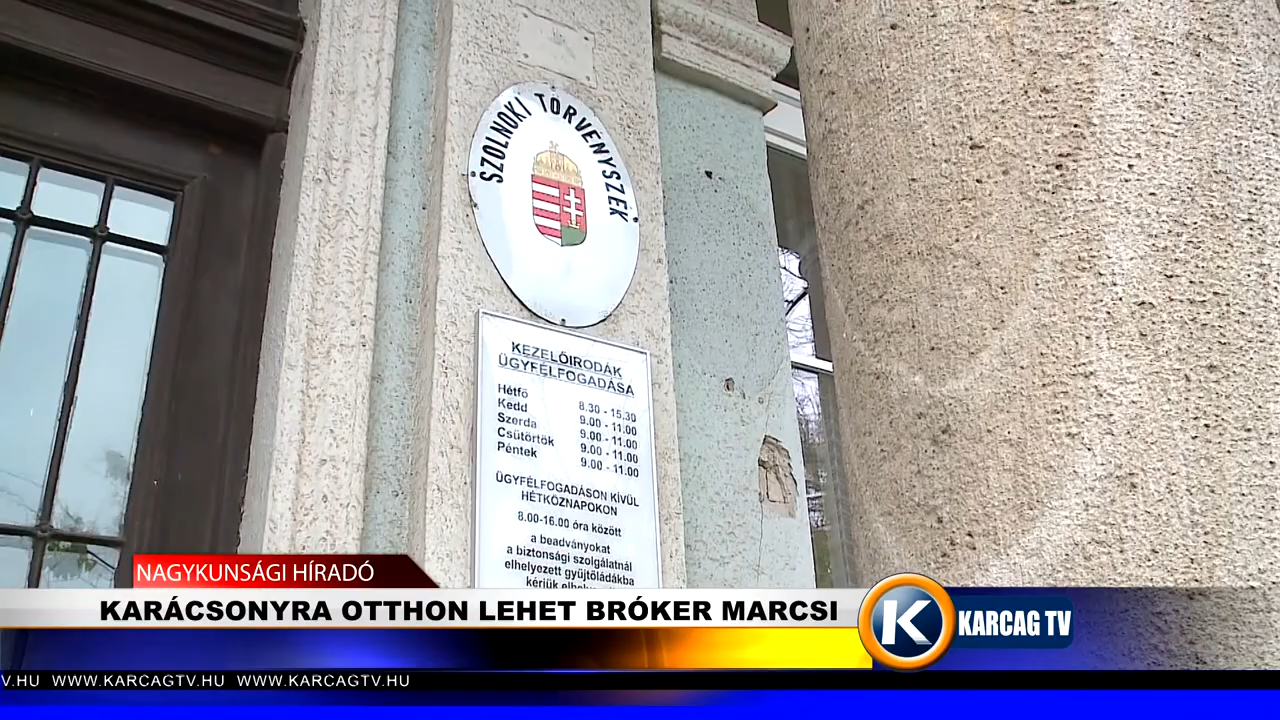 SZOLNOKI TÖRVÉNYSZÉK
KEZELŐIRODÁK
ÜGYFÉLFOGADÁSA
Hétfő 8.30 - 15.30
Kedd 9.00 - 11.00
Szerda 9.00 - 11.00
Csütörtök 9.00 - 11.00
Péntek 9.00 - 11.00
ÜGYFÉLFOGADÁSON KÍVÜL
HÉTKÖZNAPOKON
8.00-16.00 óra között
a beadványokat
a biztonsági szolgálatnál
elhelyezett gyűjtőládákba
kérjük
NAGYKUNSÁGI HÍRADÓ
KARÁCSONYRA OTTHON LEHET BRÓKER MARCSI
K KARCAG TV
V.HU WWW.KARCAGTV.HU WWW.KARCAGTV.HU